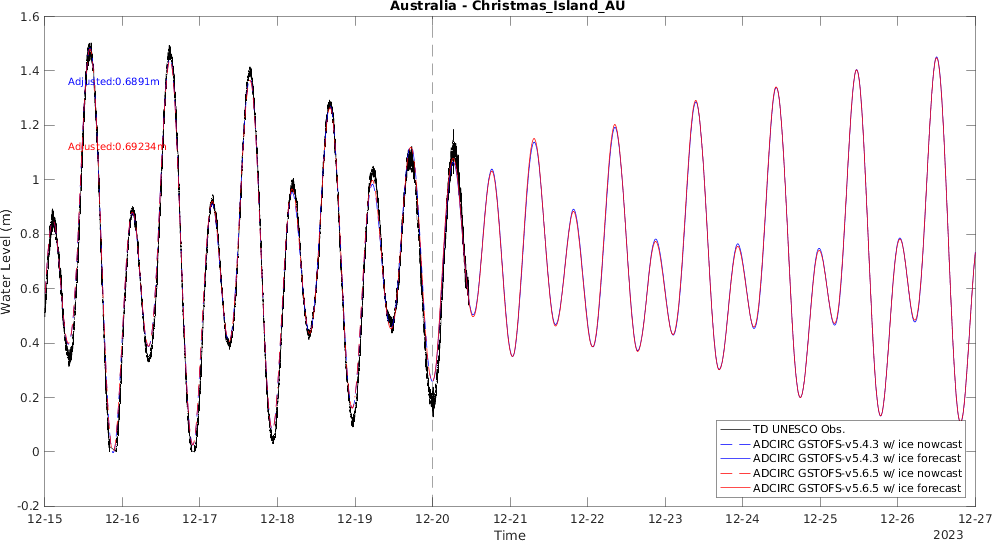 Australia - Christmas_Island_AU
1.6
1.4
Adjusted:0.6891m
1.2
Adjusted:0.69234m
1
0.8
Water Level (m)
0.6
0.4
0.2
0
-0.2
TD UNESCO Obs.
ADCIRC GSTOFS-v5.4.3 w/ ice nowcast
ADCIRC GSTOFS-v5.4.3 w/ ice forecast
ADCIRC GSTOFS-v5.6.5 w/ ice nowcast
ADCIRC GSTOFS-v5.6.5 w/ ice forecast
12-15 12-16 12-17 12-18 12-19 12-20 12-21 12-22 12-23 12-24 12-25 12-26 12-27
Time
2023